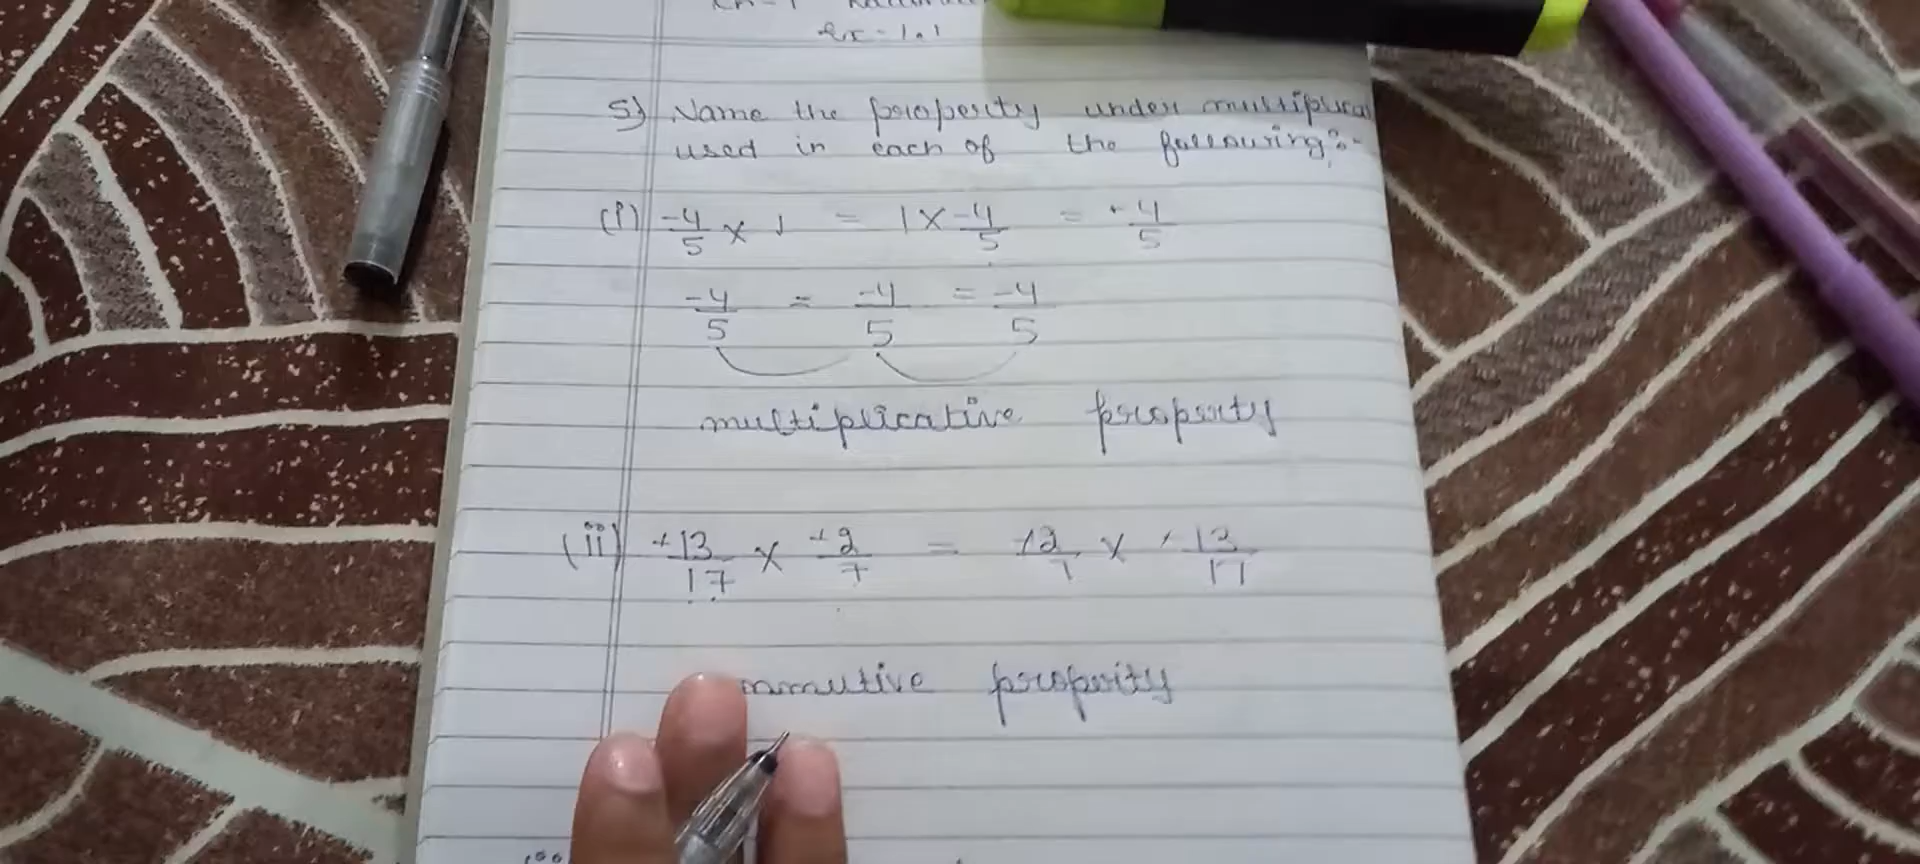 Ex - 1.1
5) Name the property under multiplica
used in each of the following:-
(i) -4/5 × 1 = 1 × -4/5 = -4/5
-4/5 = -4/5 = -4/5
multiplicative property
(ii) -13/17 × -2/7 = -2/7 × -13/17
mmutive property